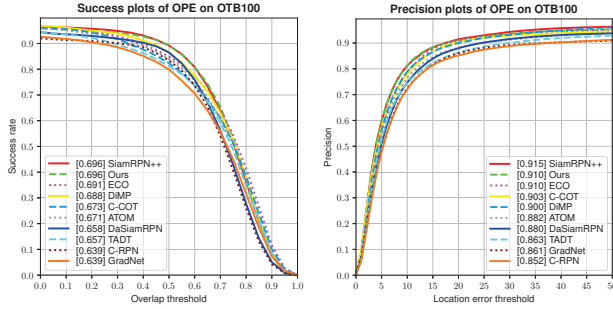 Success plots of OPE on OTB100
Success rate
0.9
0.8
0.7
0.6
0.5
0.4
0.3
0.2
0.1
0.0
[0.696] SiamRPN++
[0.696] Ours
[0.691] ECO
[0.688] DiMP
[0.673] C-COT
[0.671] ATOM
[0.658] DaSiamRPN
[0.657] TADT
[0.639] C-RPN
[0.639] GradNet
0.0 0.1 0.2 0.3 0.4 0.5 0.6 0.7 0.8 0.9 1.0
Overlap threshold
Precision plots of OPE on OTB100
Precision
0.9
0.8
0.7
0.6
0.5
0.4
0.3
0.2
0.1
0.0
[0.915] SiamRPN++
[0.910] Ours
[0.910] ECO
[0.903] C-COT
[0.900] DiMP
[0.882] ATOM
[0.880] DaSiamRPN
[0.863] TADT
[0.861] GradNet
[0.852] C-RPN
0 5 10 15 20 25 30 35 40 45 50
Location error threshold